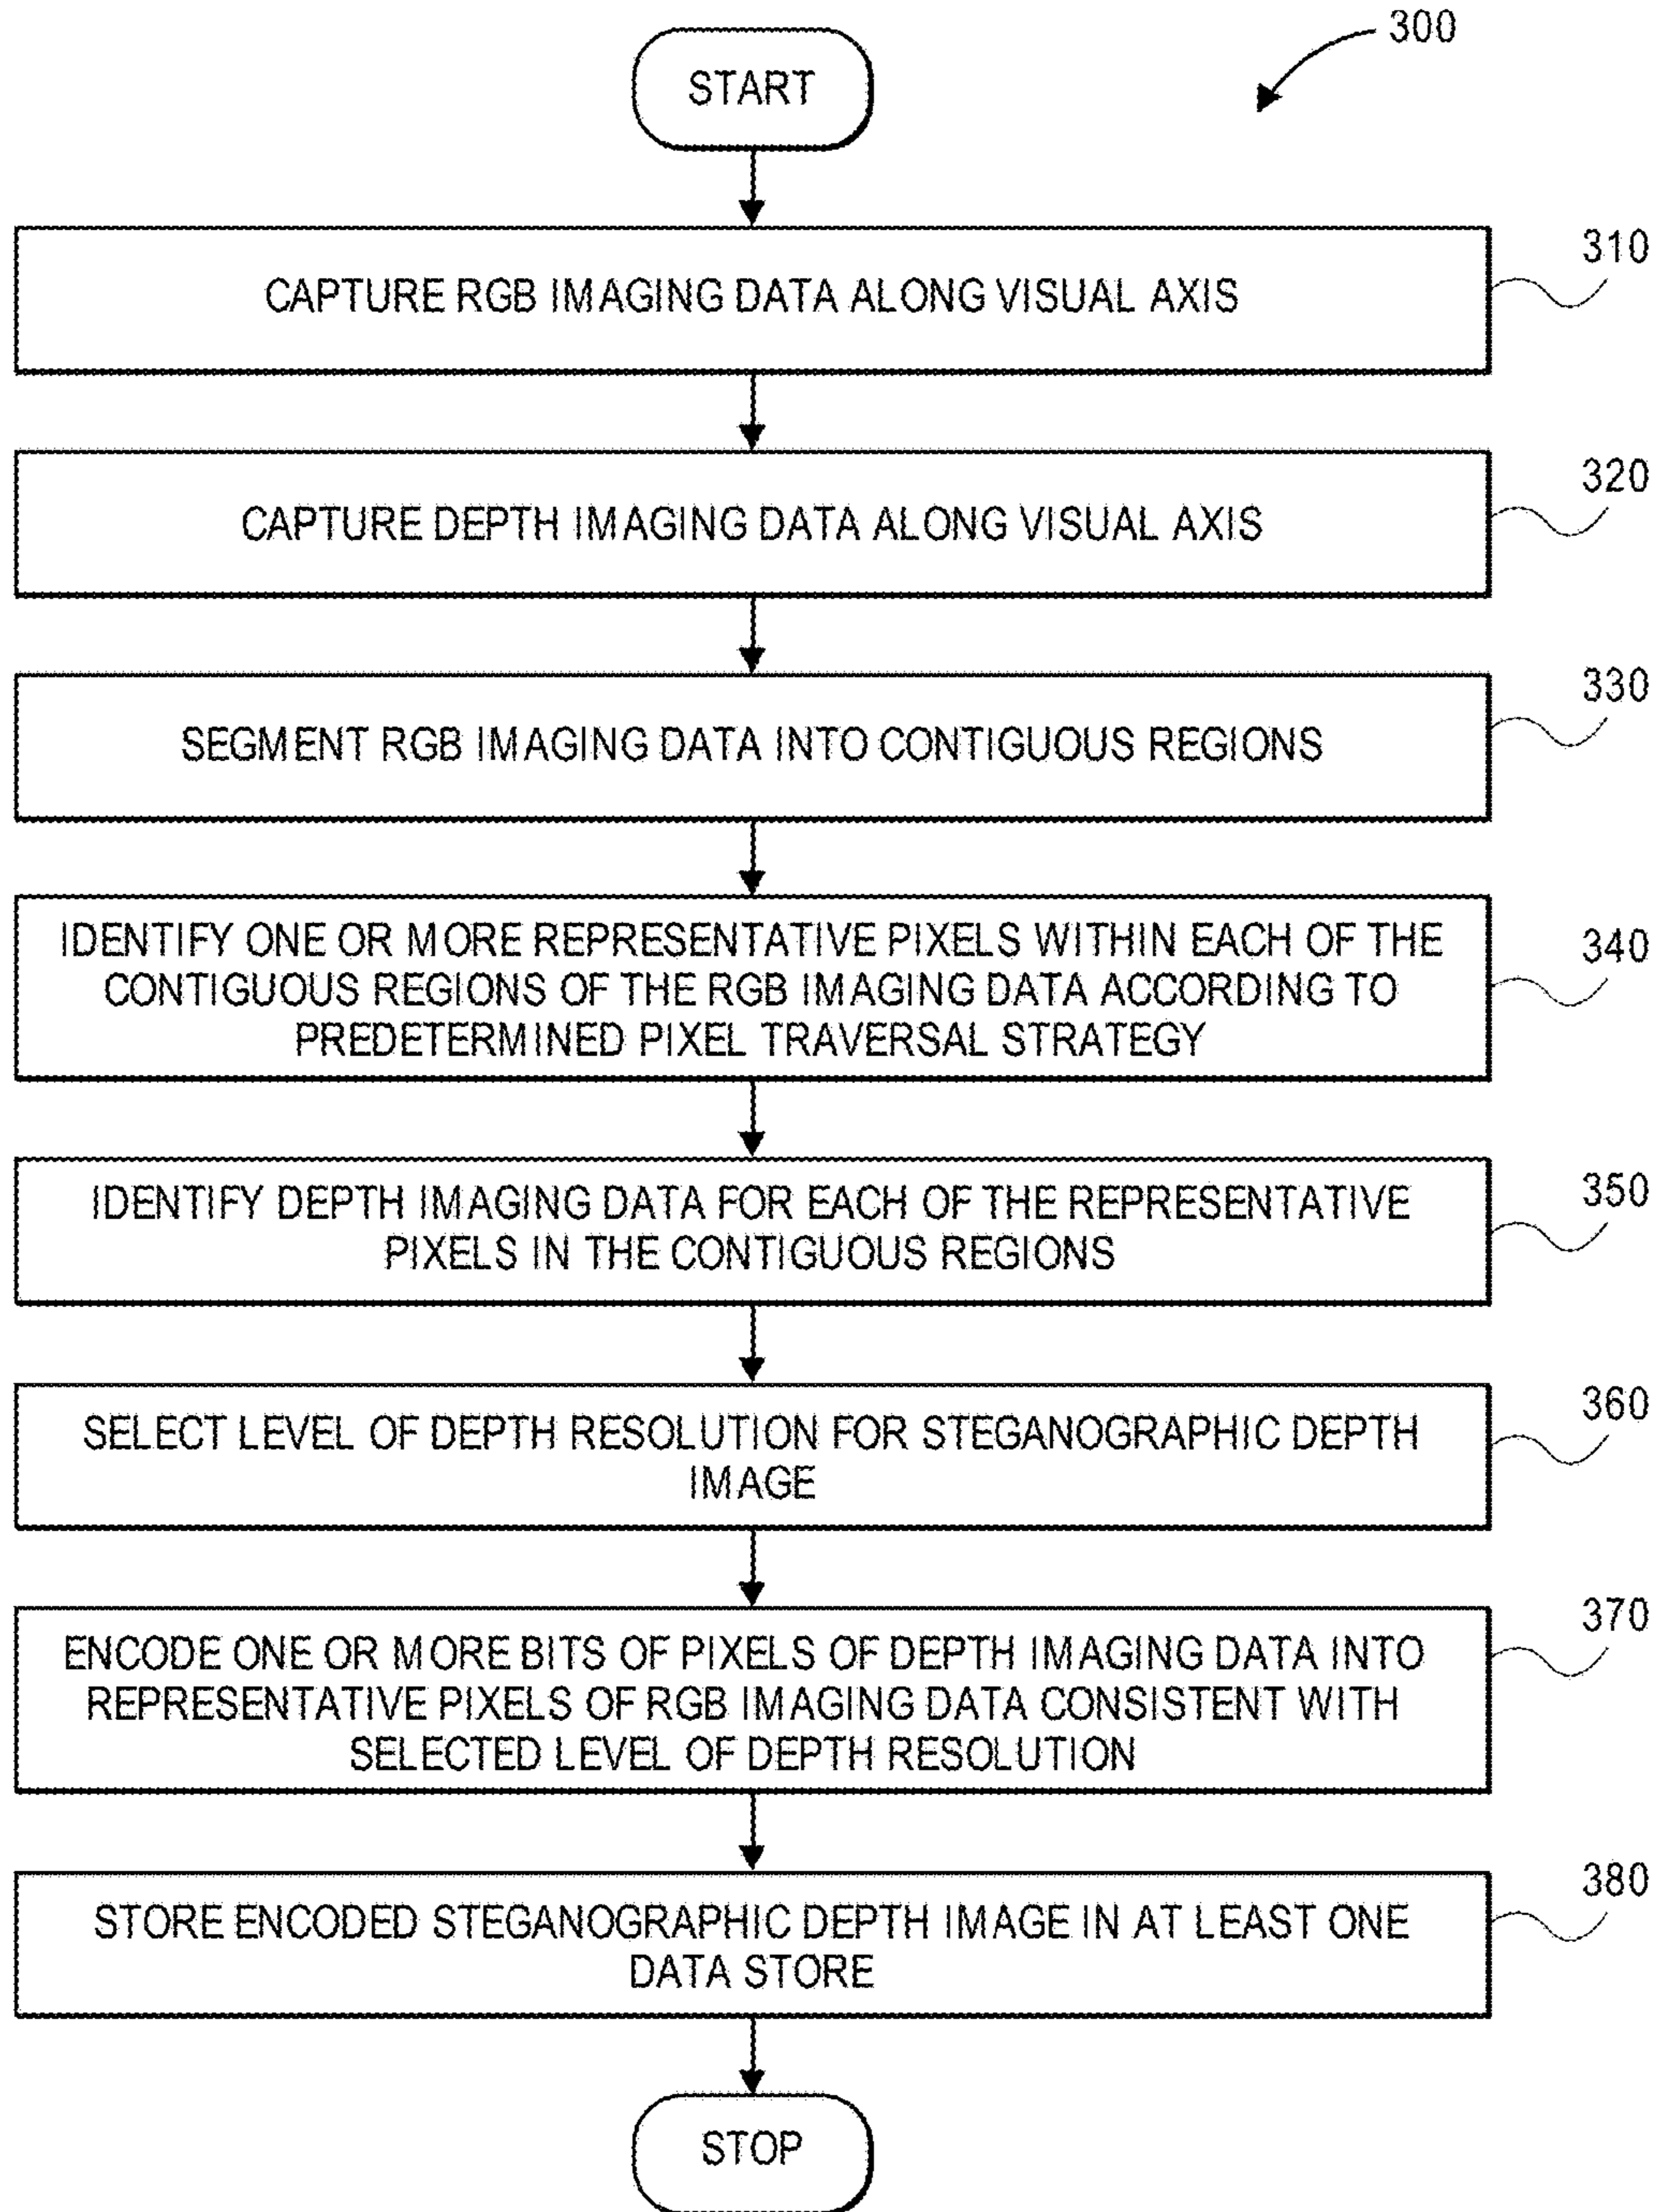 300
START
CAPTURE RGB IMAGING DATA ALONG VISUAL AXIS
310
CAPTURE DEPTH IMAGING DATA ALONG VISUAL AXIS
320
SEGMENT RGB IMAGING DATA INTO CONTIGUOUS REGIONS
330
IDENTIFY ONE OR MORE REPRESENTATIVE PIXELS WITHIN EACH OF THE
CONTIGUOUS REGIONS OF THE RGB IMAGING DATA ACCORDING TO
PREDETERMINED PIXEL TRAVERSAL STRATEGY
340
IDENTIFY DEPTH IMAGING DATA FOR EACH OF THE REPRESENTATIVE
PIXELS IN THE CONTIGUOUS REGIONS
350
SELECT LEVEL OF DEPTH RESOLUTION FOR STEGANOGRAPHIC DEPTH
IMAGE
360
ENCODE ONE OR MORE BITS OF PIXELS OF DEPTH IMAGING DATA INTO
REPRESENTATIVE PIXELS OF RGB IMAGING DATA CONSISTENT WITH
SELECTED LEVEL OF DEPTH RESOLUTION
370
STORE ENCODED STEGANOGRAPHIC DEPTH IMAGE IN AT LEAST ONE
DATA STORE
380
STOP